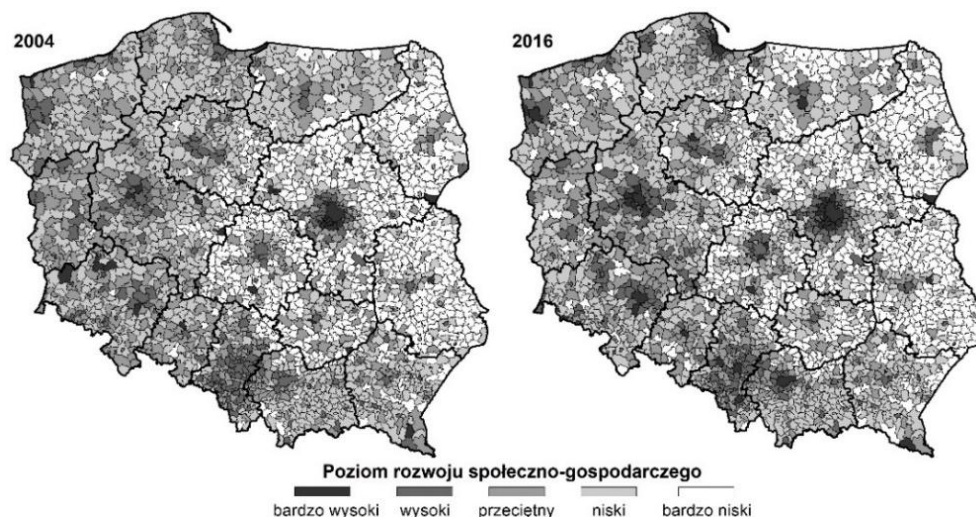 2004
2016
Poziom rozwoju społeczno-gospodarczego
bardzo wysoki wysoki przeciętny niski bardzo niski